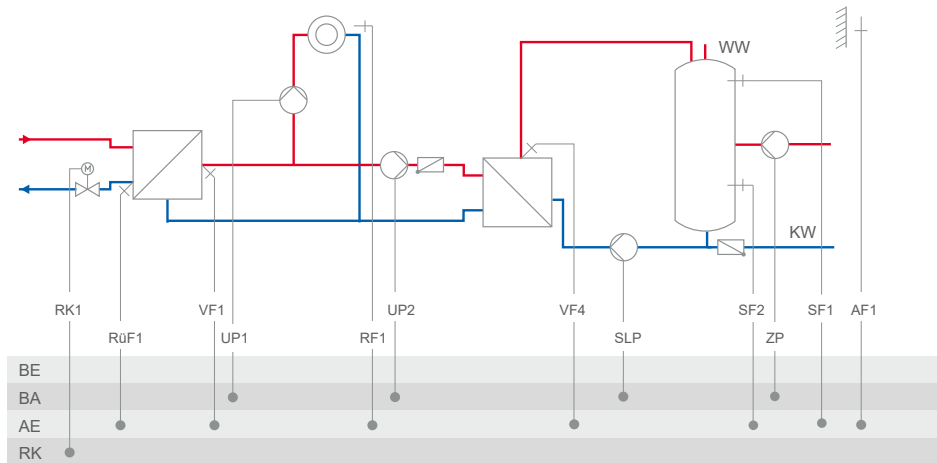 WW
M
KW
RK1 VF1 UP2 VF4 SF2 SF1 AF1
RüF1 UP1 RF1 SLP ZP
BE
BA
AE
RK